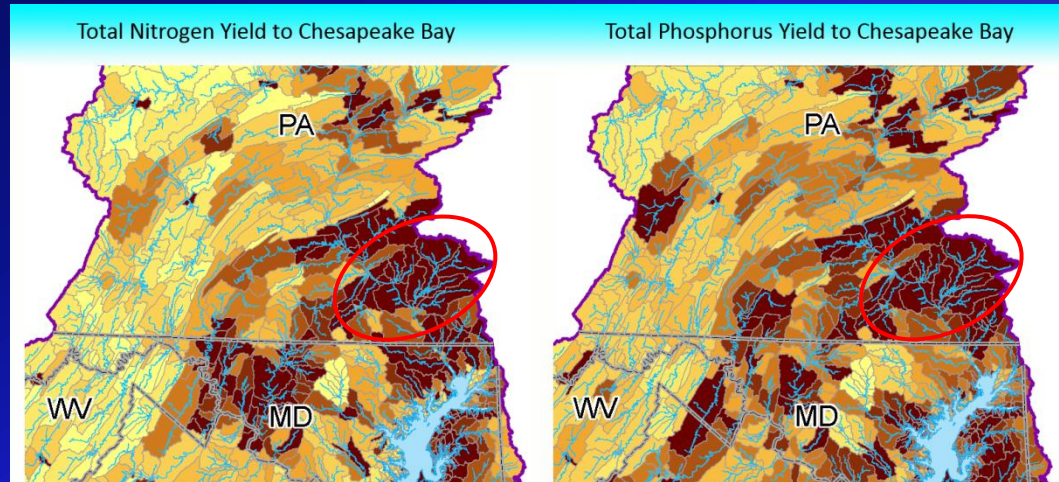 Total Nitrogen Yield to Chesapeake Bay
PA
WV
MD
Total Phosphorus Yield to Chesapeake Bay
PA
WV
MD